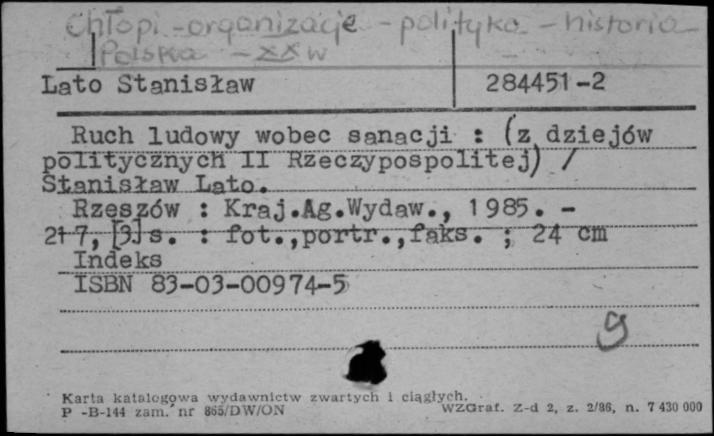 Chłopi - organizacje - polityka - historia
Polska - XX w
Lato Stanisław 284451-2
Ruch ludowy wobec sanacji : (z dziejów
politycznych II Rzeczypospolitej) /
Stanisław Lato.
Rzeszów : Kraj.Ag.Wydaw., 1985. -
217, [3] s. : fot.,portr.,faks. ; 24 cm
Indeks
ISBN 83-03-00974-5
g
Karta katalogowa wydawnictw zwartych i ciągłych.
P -B-144 zam. nr 865/DW/ON WZGraf. Z-d 2, z. 2/86, n. 7 430 000